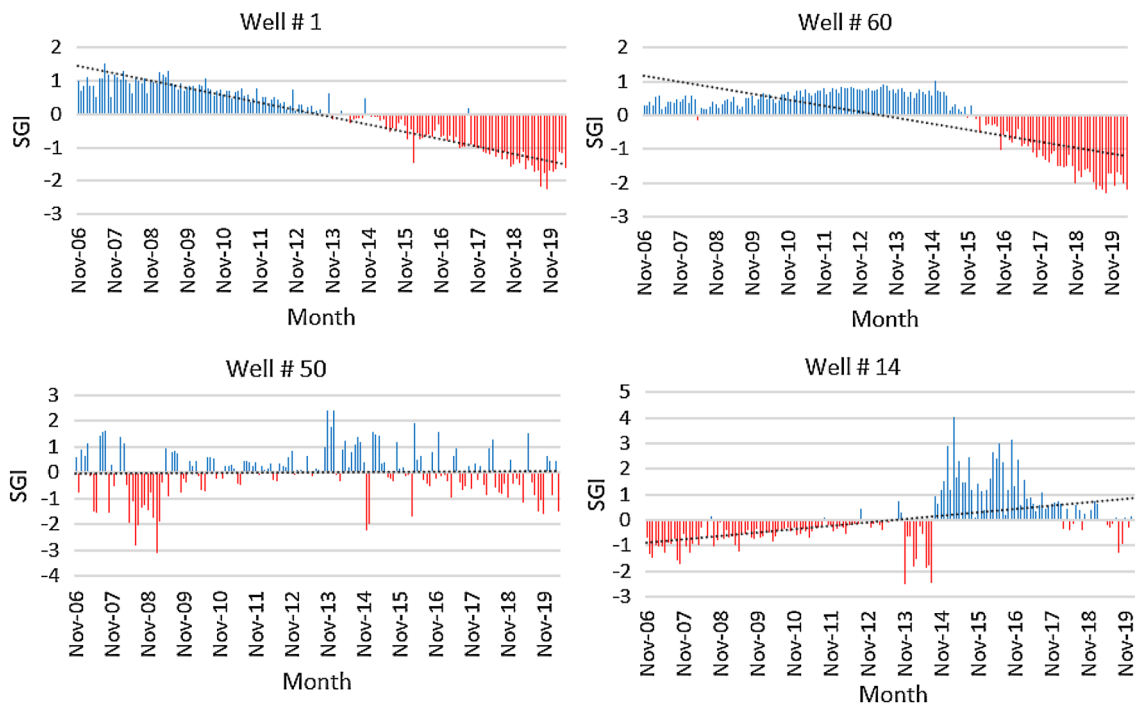 Well # 1
2
1
0
-1
-2
-3
SGI
Nov-06
Nov-07
Nov-08
Nov-09
Nov-10
Nov-11
Nov-12
Nov-13
Nov-14
Nov-15
Nov-16
Nov-17
Nov-18
Nov-19
Month
Well # 60
2
1
0
-1
-2
-3
SGI
Nov-06
Nov-07
Nov-08
Nov-09
Nov-10
Nov-11
Nov-12
Nov-13
Nov-14
Nov-15
Nov-16
Nov-17
Nov-18
Nov-19
Month
Well # 50
3
2
1
0
-1
-2
-3
-4
SGI
Nov-06
Nov-07
Nov-08
Nov-09
Nov-10
Nov-11
Nov-12
Nov-13
Nov-14
Nov-15
Nov-16
Nov-17
Nov-18
Nov-19
Month
Well # 14
5
4
3
2
1
0
-1
-2
-3
SGI
Nov-06
Nov-07
Nov-08
Nov-09
Nov-10
Nov-11
Nov-12
Nov-13
Nov-14
Nov-15
Nov-16
Nov-17
Nov-18
Nov-19
Month